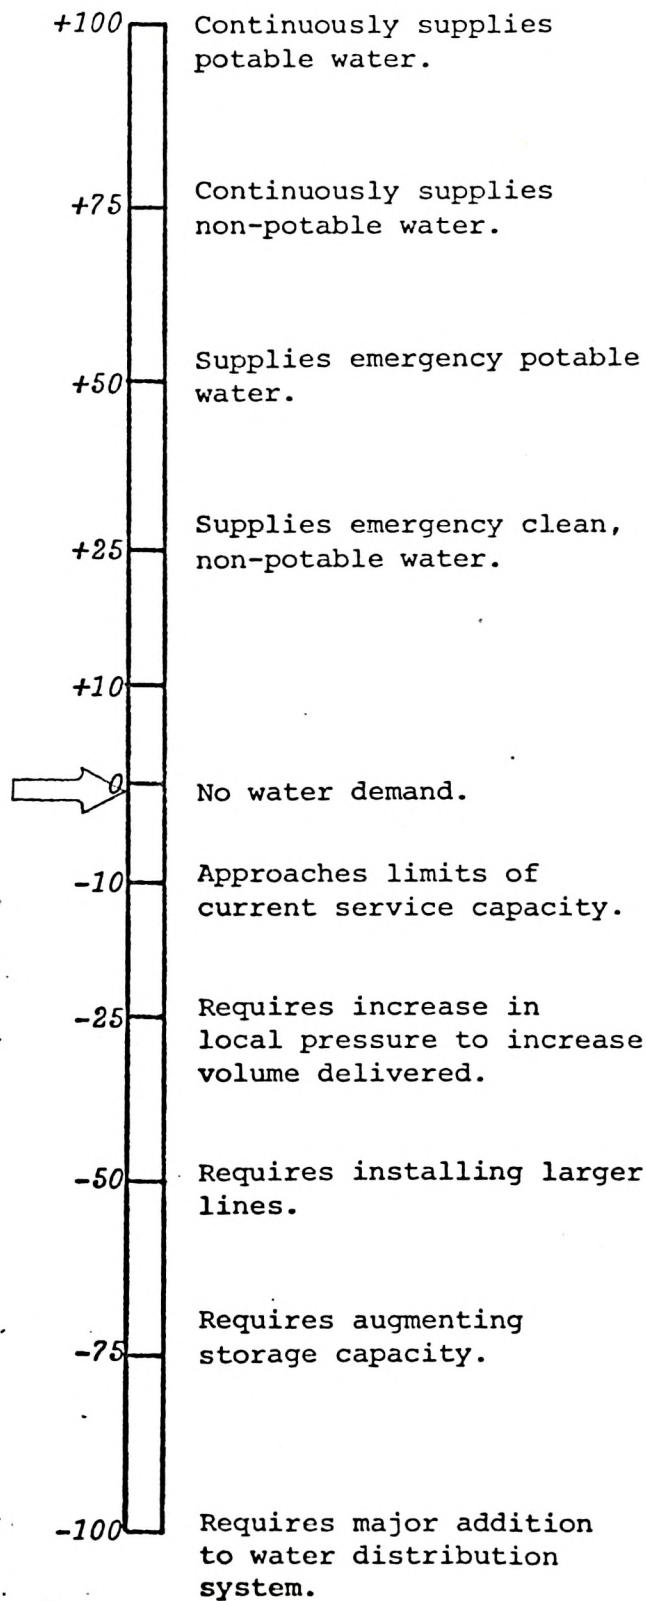 +100 Continuously supplies
potable water.
+75 Continuously supplies
non-potable water.
+50 Supplies emergency potable
water.
+25 Supplies emergency clean,
non-potable water.
+10
0 No water demand.
-10 Approaches limits of
current service capacity.
-25 Requires increase in
local pressure to increase
volume delivered.
-50 Requires installing larger
lines.
-75 Requires augmenting
storage capacity.
-100 Requires major addition
to water distribution
system.